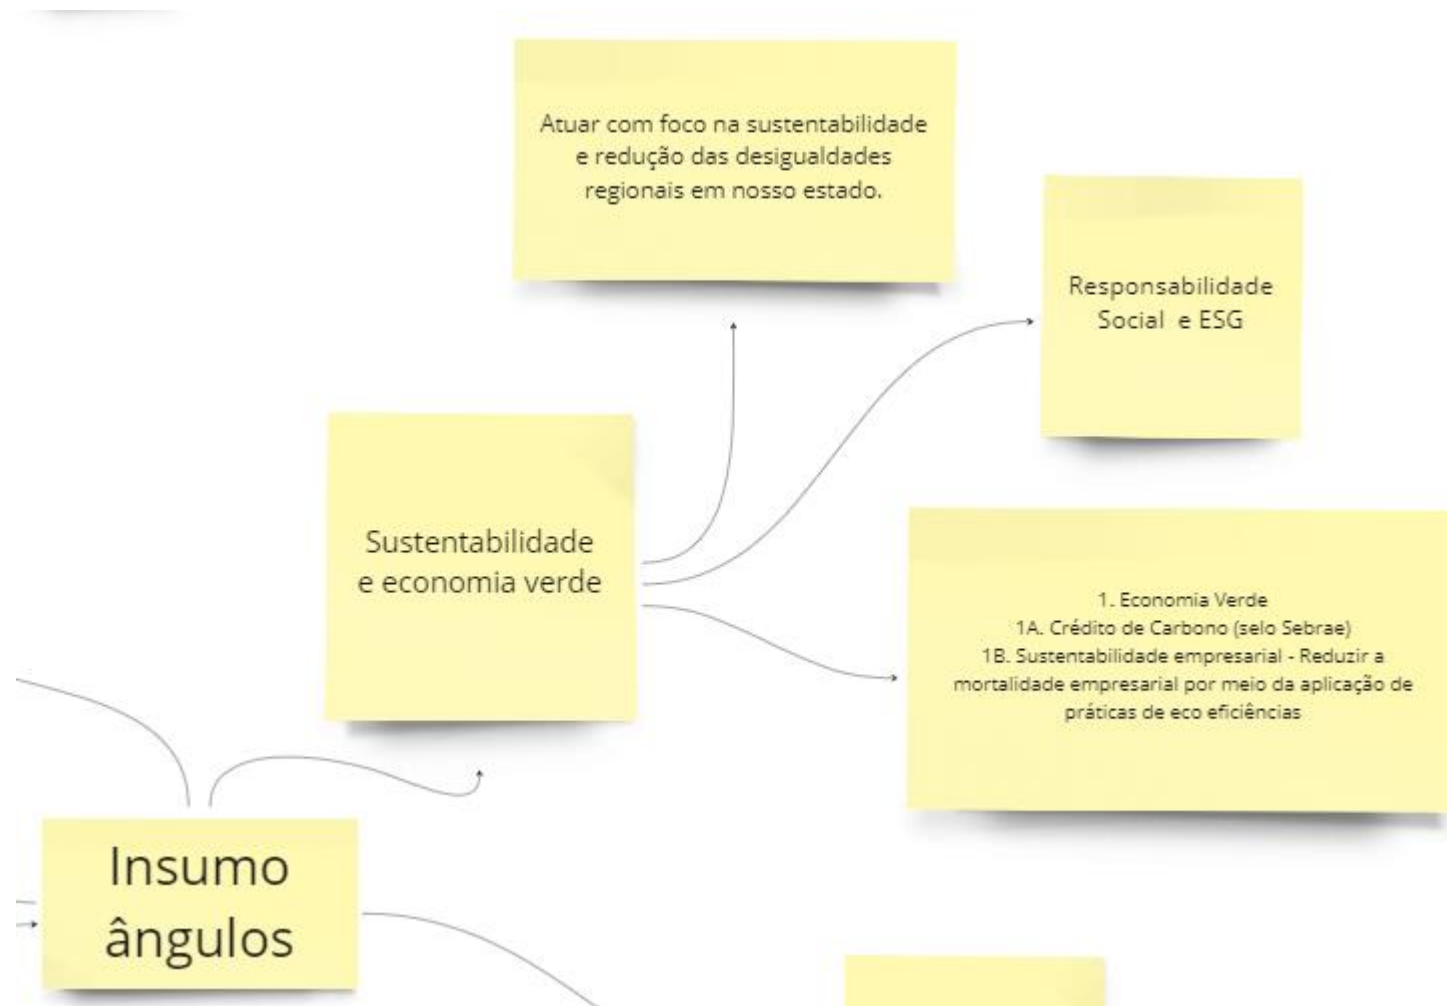 Atuar com foco na sustentabilidade
e redução das desigualdades
regionais em nosso estado.
Responsabilidade
Social e ESG
Sustentabilidade
e economia verde
1. Economia Verde
1A. Crédito de Carbono (selo Sebrae)
1B. Sustentabilidade empresarial - Reduzir a
mortalidade empresarial por meio da aplicação de
práticas de eco eficiências
Insumo
ângulos